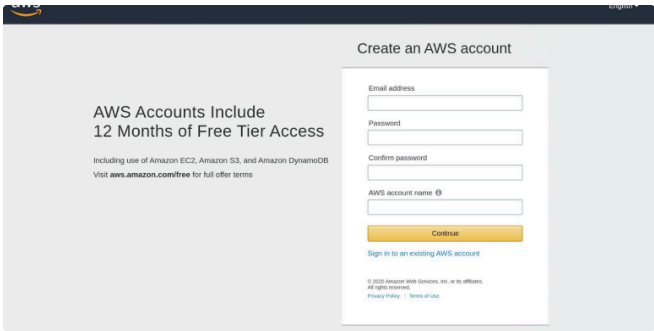 aws
English
Create an AWS account
AWS Accounts Include
12 Months of Free Tier Access
Including use of Amazon EC2, Amazon S3, and Amazon DynamoDB
Visit aws.amazon.com/free for full offer terms
Email address
Password
Confirm password
AWS account name
Continue
Sign in to an existing AWS account
© 2020 Amazon Web Services, Inc. or its affiliates.
All rights reserved.
Privacy Policy | Terms of Use